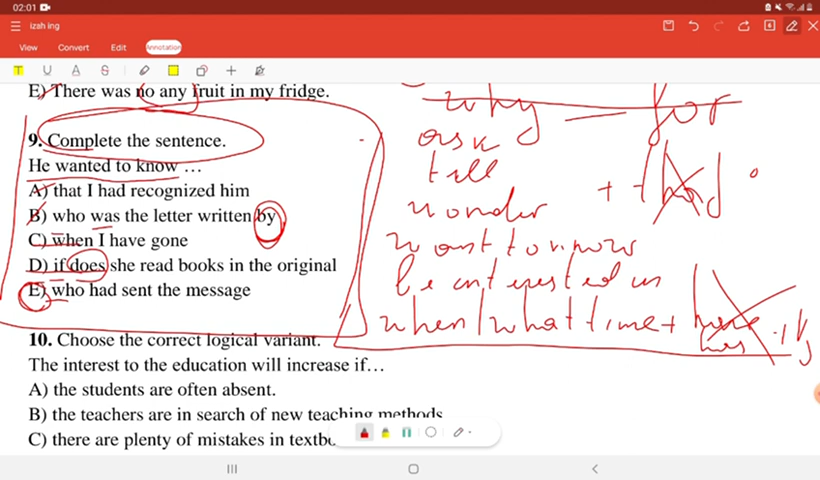 02:01
izah ing
View Convert Edit Annotation
E) There was no any fruit in my fridge.
9. Complete the sentence.
He wanted to know …
A) that I had recognized him
B) who was the letter written by
C) when I have gone
D) if does she read books in the original
E) who had sent the message
10. Choose the correct logical variant.
The interest to the education will increase if…
A) the students are often absent.
B) the teachers are in search of new teaching methods
C) there are plenty of mistakes in textbo
why — for
ask
tell
wonder
want to know
be interested in
when/what time +